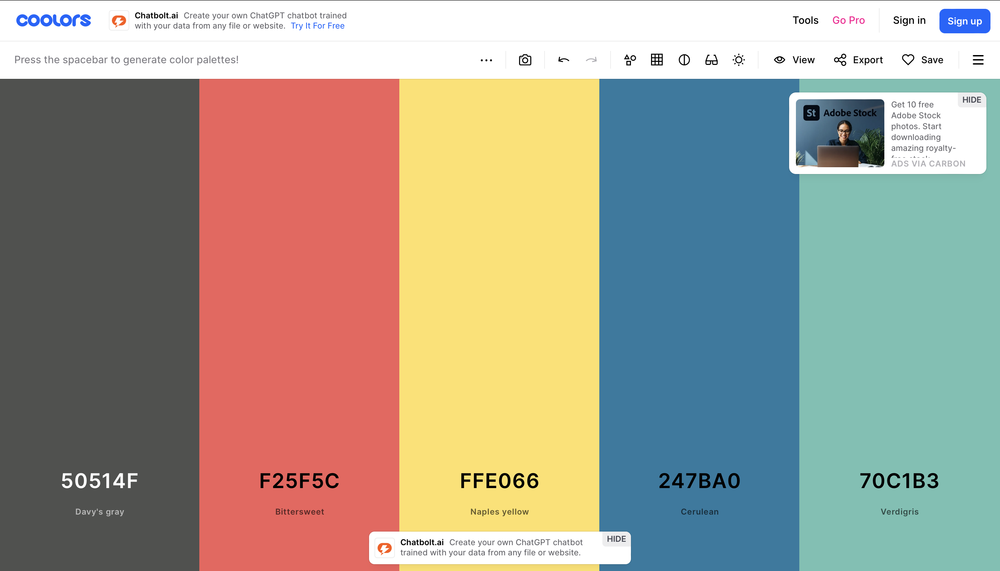 coolors
Chatbolt.ai Create your own ChatGPT chatbot trained
with your data from any file or website. Try It For Free
Tools Go Pro Sign in Sign up
Press the spacebar to generate color palettes!
View Export Save
HIDE
St Adobe Stock
Get 10 free
Adobe Stock
photos. Start
downloading
amazing royalty-
ADS VIA CARBON
50514F F25F5C FFE066 247BA0 70C1B3
Davy's gray Bittersweet Naples yellow Cerulean Verdigris
Chatbolt.ai Create your own ChatGPT chatbot
trained with your data from any file or website.
HIDE